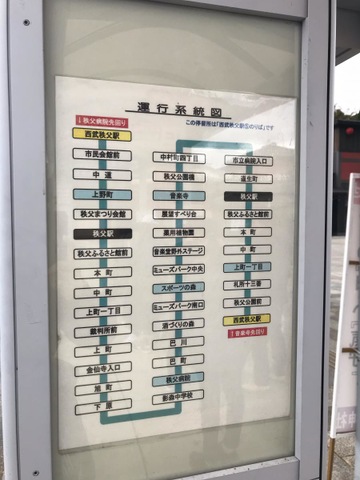 運行系統図
この停留所は「西武秩父駅⑤のりば」です
↓秩父病院先回り
西武秩父駅
市民会館前
中道
上野町
秩父まつり会館
秩父駅
秩父ふるさと館前
本町
中町
上町一丁目
裁判所前
上町
金仙寺入口
旭町
下原
中村町四丁目
秩父公園橋
音楽寺
展望すべり台
薬用植物園
音楽堂野外ステージ
ミューズパーク中央
スポーツの森
ミューズパーク南口
湯づくりの森
巴川
巴町
秩父病院
影森中学校
市立病院入口
道生町
秩父駅
秩父ふるさと館前
本町
中町
上町一丁目
札所十三番
秩父公園前
西武秩父駅
↑音楽寺先回り